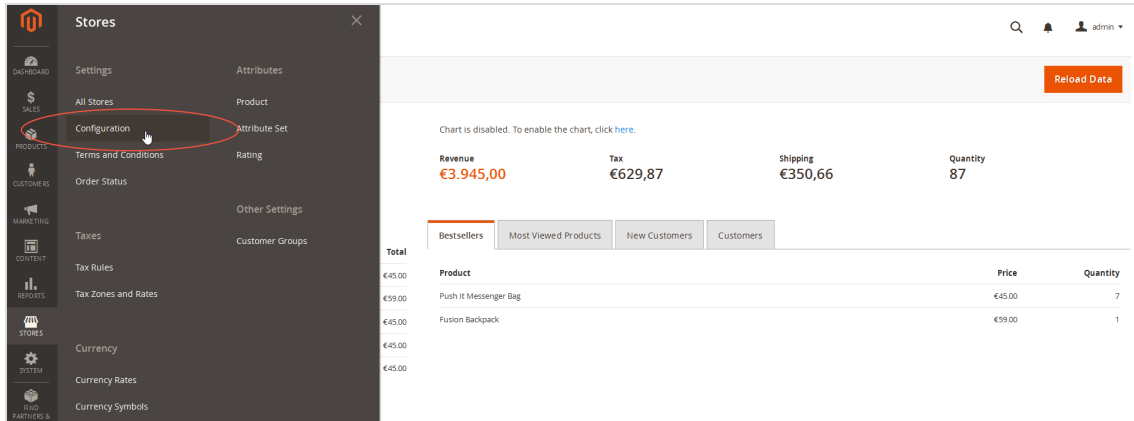 DASHBOARD
SALES
PRODUCTS
CUSTOMERS
MARKETING
CONTENT
REPORTS
STORES
SYSTEM
FIND
PARTNERS &
Stores
Settings
All Stores
Configuration
Terms and Conditions
Order Status
Taxes
Tax Rules
Tax Zones and Rates
Currency
Currency Rates
Currency Symbols
Attributes
Product
Attribute Set
Rating
Other Settings
Customer Groups
admin
Reload Data
Chart is disabled. To enable the chart, click here.
Revenue Tax Shipping Quantity
€3.945,00 €629,87 €350,66 87
Total
€45.00
€59.00
€45.00
€45.00
€45.00
Bestsellers Most Viewed Products New Customers Customers
Product Price Quantity
Push It Messenger Bag €45.00 7
Fusion Backpack €59.00 1